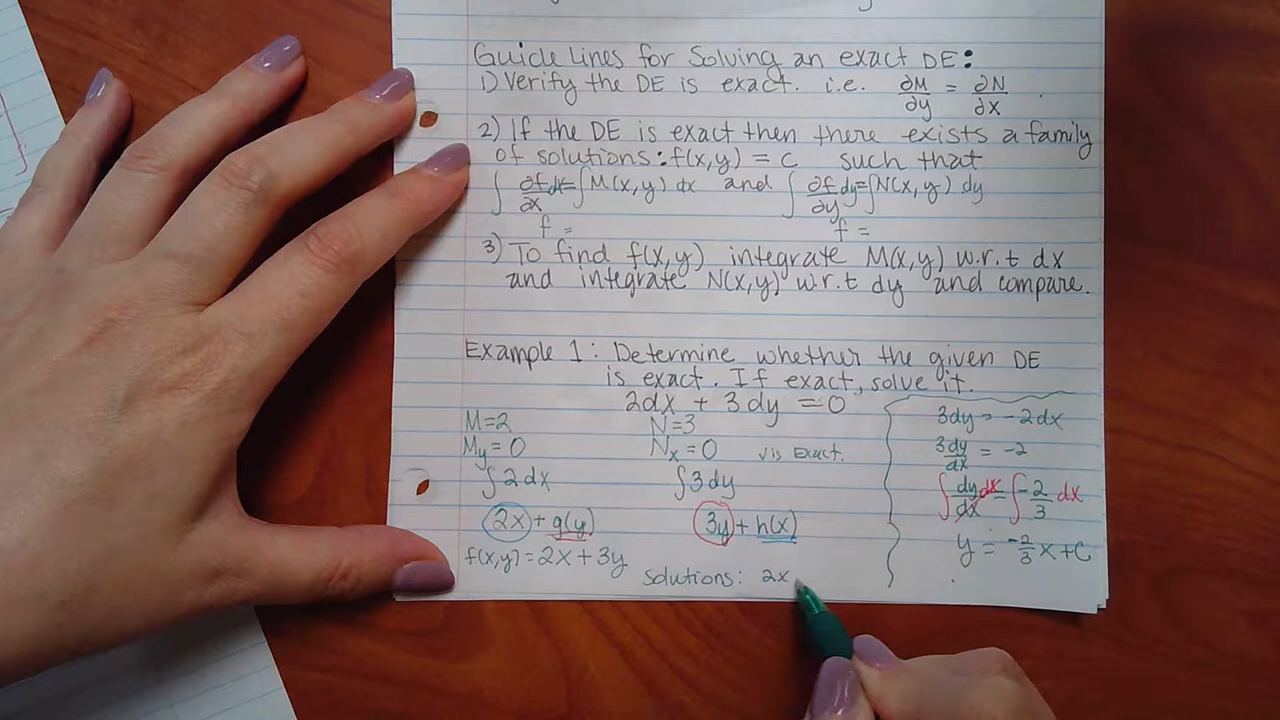 Guidelines for Solving an exact DE:
1) Verify the DE is exact. i.e. ∂M/∂y = ∂N/∂x.
2) If the DE is exact then there exists a family
of solutions: f(x,y) = C such that
∫ ∂f/∂x dx = ∫ M(x,y) dx and ∫ ∂f/∂y dy = ∫ N(x,y) dy
f = f =
3) To find f(x,y) integrate M(x,y) w.r.t dx
and integrate N(x,y) w.r.t dy and compare.
Example 1: Determine whether the given DE
is exact. If exact, solve it.
2dx + 3dy = 0
M=2 N=3
My = 0 Nx = 0 √ is Exact.
∫2dx ∫3dy
2x + g(y) 3y + h(x)
f(x,y) = 2x + 3y
Solutions: 2x
3dy = -2dx
3dy/dx = -2
∫ dy/dx dx = ∫ -2/3 dx
y = -2/3 x + C